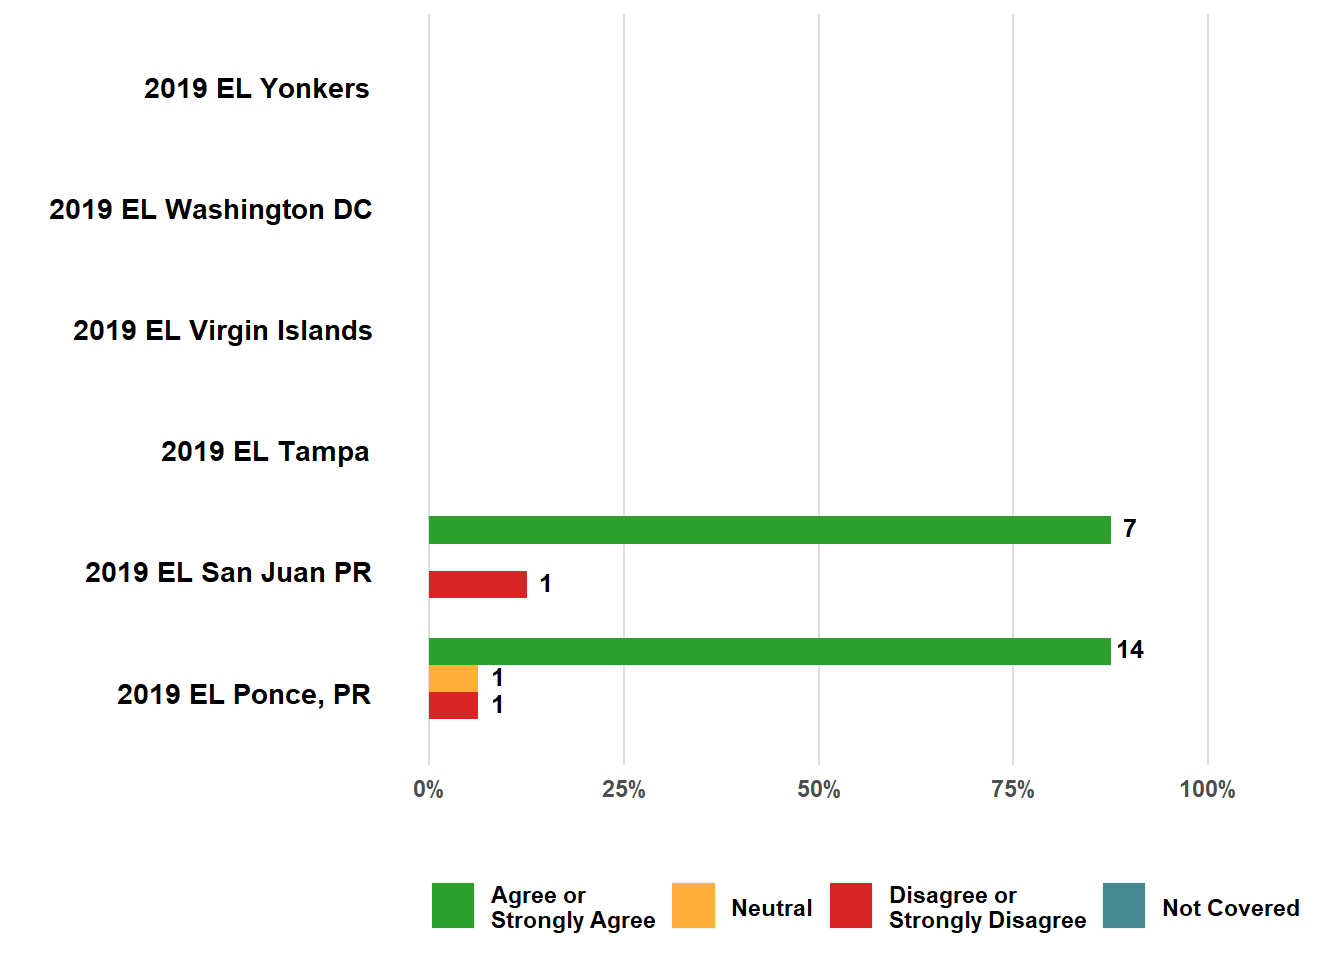 2019 EL Yonkers
2019 EL Washington DC
2019 EL Virgin Islands
2019 EL Tampa
7
2019 EL San Juan PR
1
14
1
2019 EL Ponce, PR
1
0%
25%
50%
75%
100%
Agree or
Strongly Agree
Neutral
Disagree or
Strongly Disagree
Not Covered